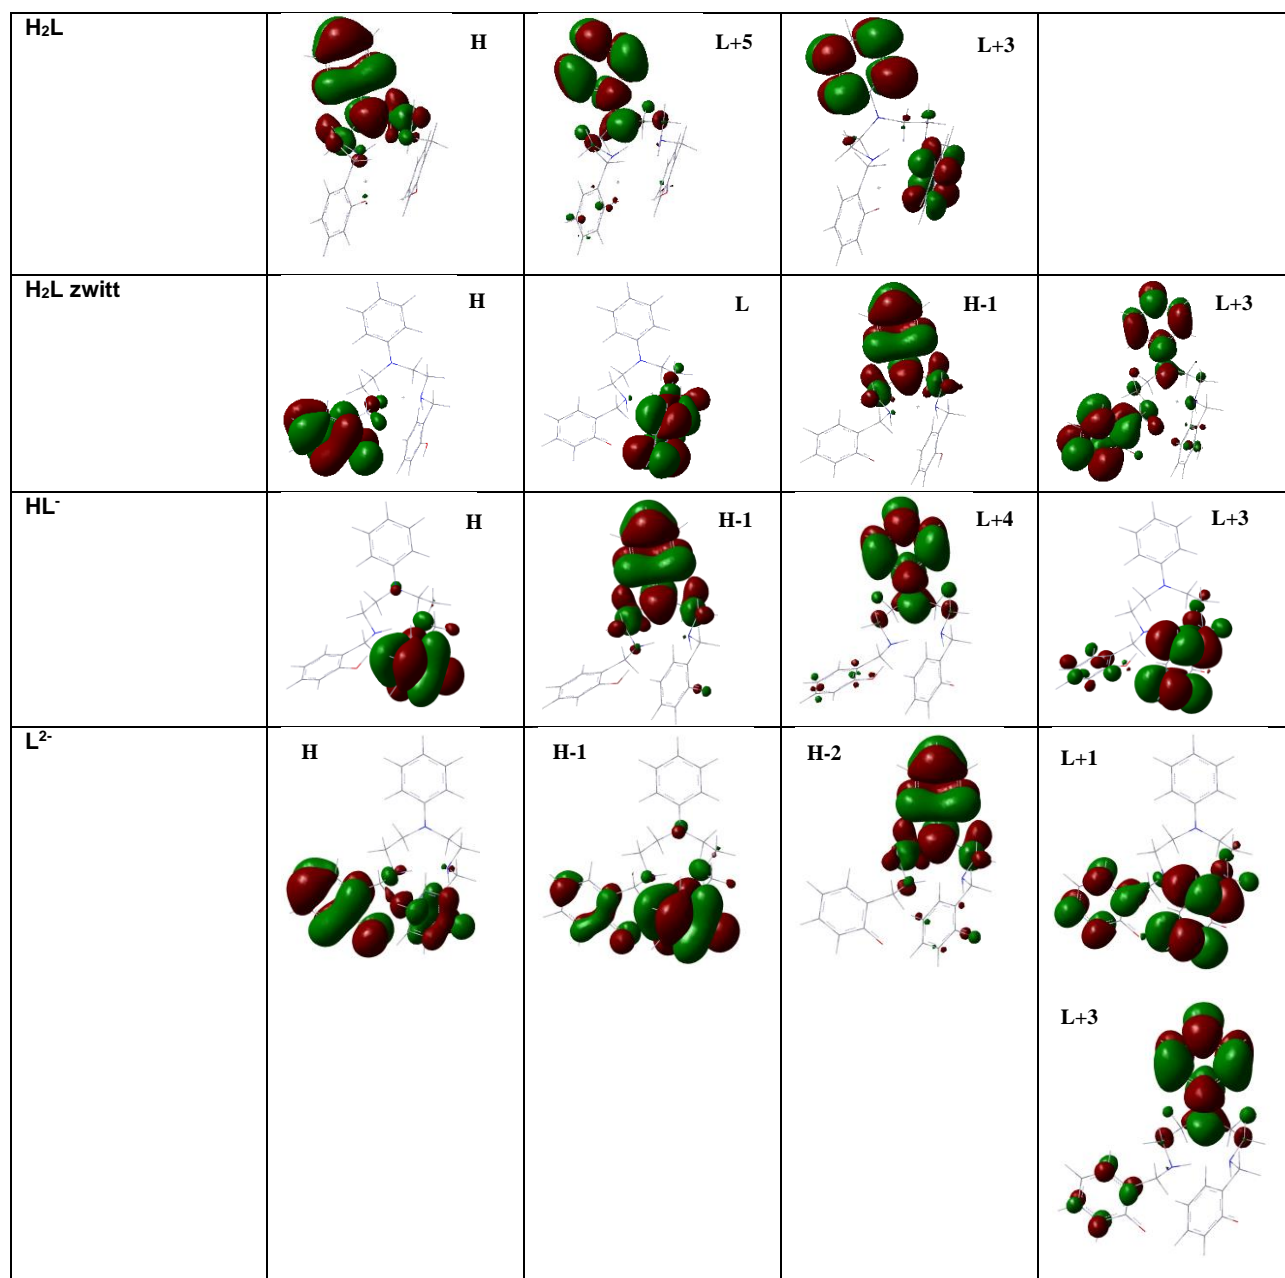 H₂L H L+5 L+3
H₂L zwitt H L H-1 L+3
HL⁻ H H-1 L+4 L+3
L²⁻ H H-1 H-2 L+1
L+3